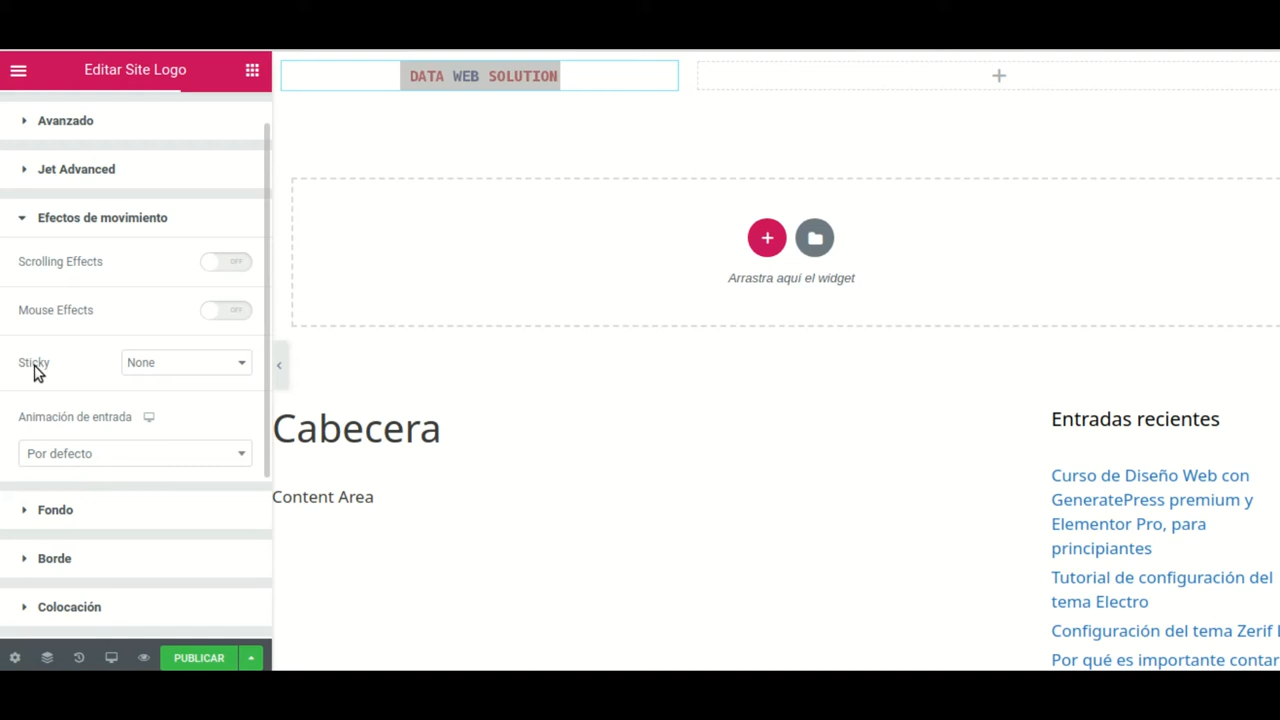 Editar Site Logo
Avanzado
Jet Advanced
Efectos de movimiento
Scrolling Effects OFF
Mouse Effects OFF
Sticky None
Animación de entrada
Por defecto
Fondo
Borde
Colocación
PUBLICAR
DATA WEB SOLUTION
Arrastra aquí el widget
Cabecera
Content Area
Entradas recientes
Curso de Diseño Web con
GeneratePress premium y
Elementor Pro, para
principiantes
Tutorial de configuración del
tema Electro
Configuración del tema Zerif
Por qué es importante contar